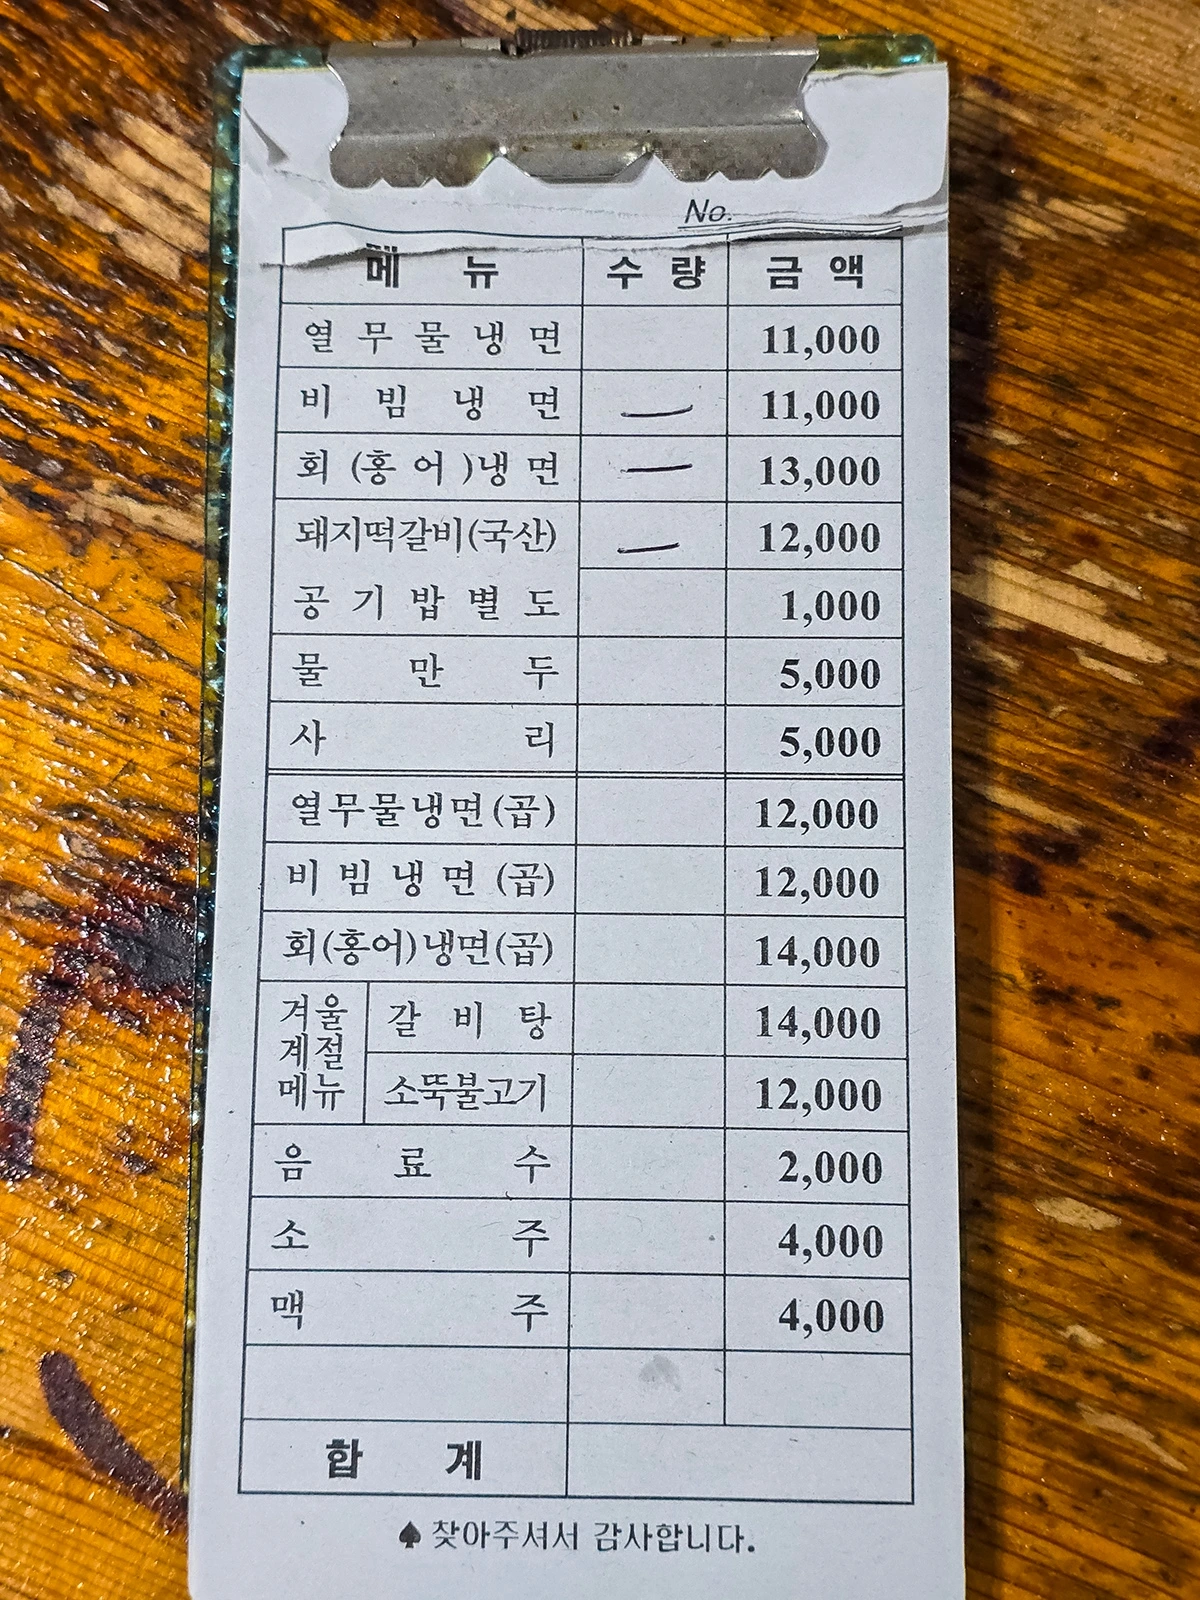 No.
메 뉴 수 량 금 액
열 무 물 냉 면 11,000
비 빔 냉 면 一 11,000
회 (홍 어 )냉 면 一 13,000
돼지떡갈비(국산) 一 12,000
공 기 밥 별 도 1,000
물 만 두 5,000
사 리 5,000
열무물냉면(곱) 12,000
비 빔 냉 면 (곱) 12,000
회(홍어)냉면(곱) 14,000
겨울
계절
메뉴
갈 비 탕 14,000
소뚝불고기 12,000
음 료 수 2,000
소 주 4,000
맥 주 4,000
합 계
♠ 찾아주셔서 감사합니다.